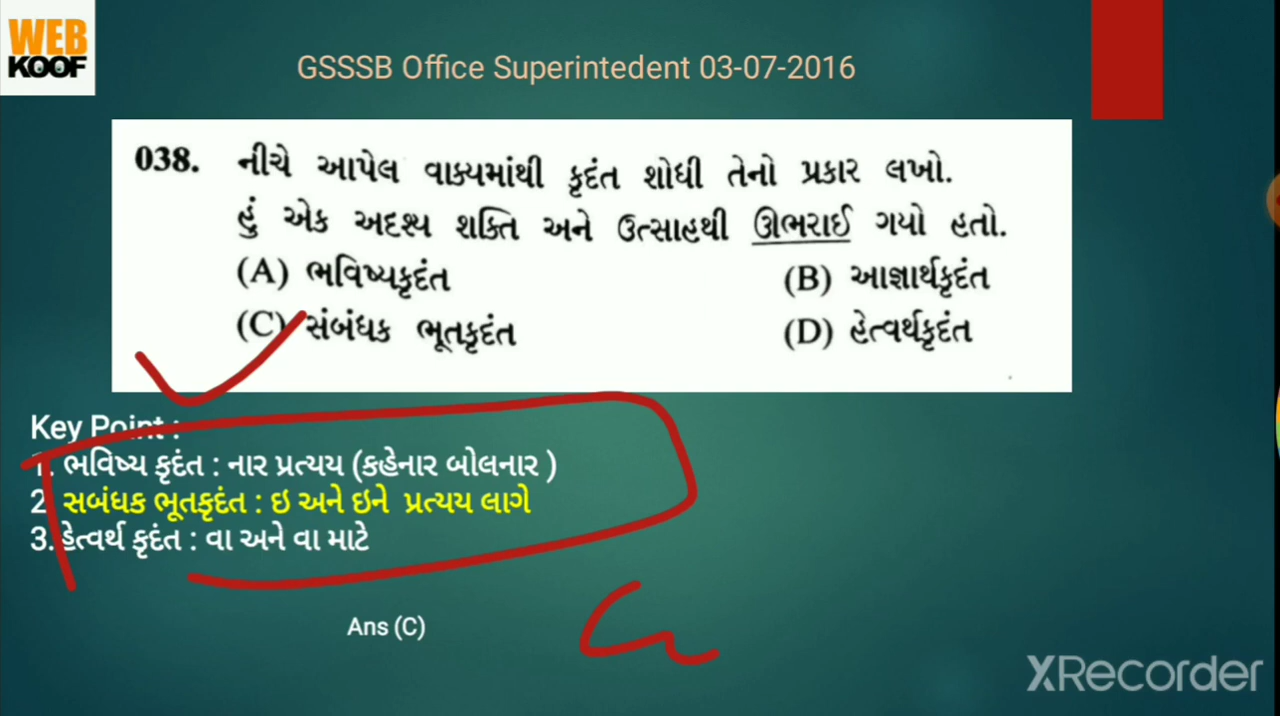 WEB
KOOF
GSSSB Office Superintedent 03-07-2016
038. નીચે આપેલ વાક્યમાંથી કૃદંત શોધી તેનો પ્રકાર લખો.
હું એક અદશ્ય શક્તિ અને ઉત્સાહથી ઊભરાઈ ગયો હતો.
(A) ભવિષ્યકૃદંત (B) આજ્ઞાર્થકૃદંત
(C) સંબંધક ભૂતકૃદંત (D) હેત્વર્થકૃદંત
Key Point :
1. ભવિષ્ય કૃદંત : નાર પ્રત્યય (કહેનાર બોલનાર )
2. સબંધક ભૂતકૃદંત : ઇ અને ઇને પ્રત્યય લાગે
3. હેત્વર્થ કૃદંત : વા અને વા માટે
Ans (C)
XRecorder